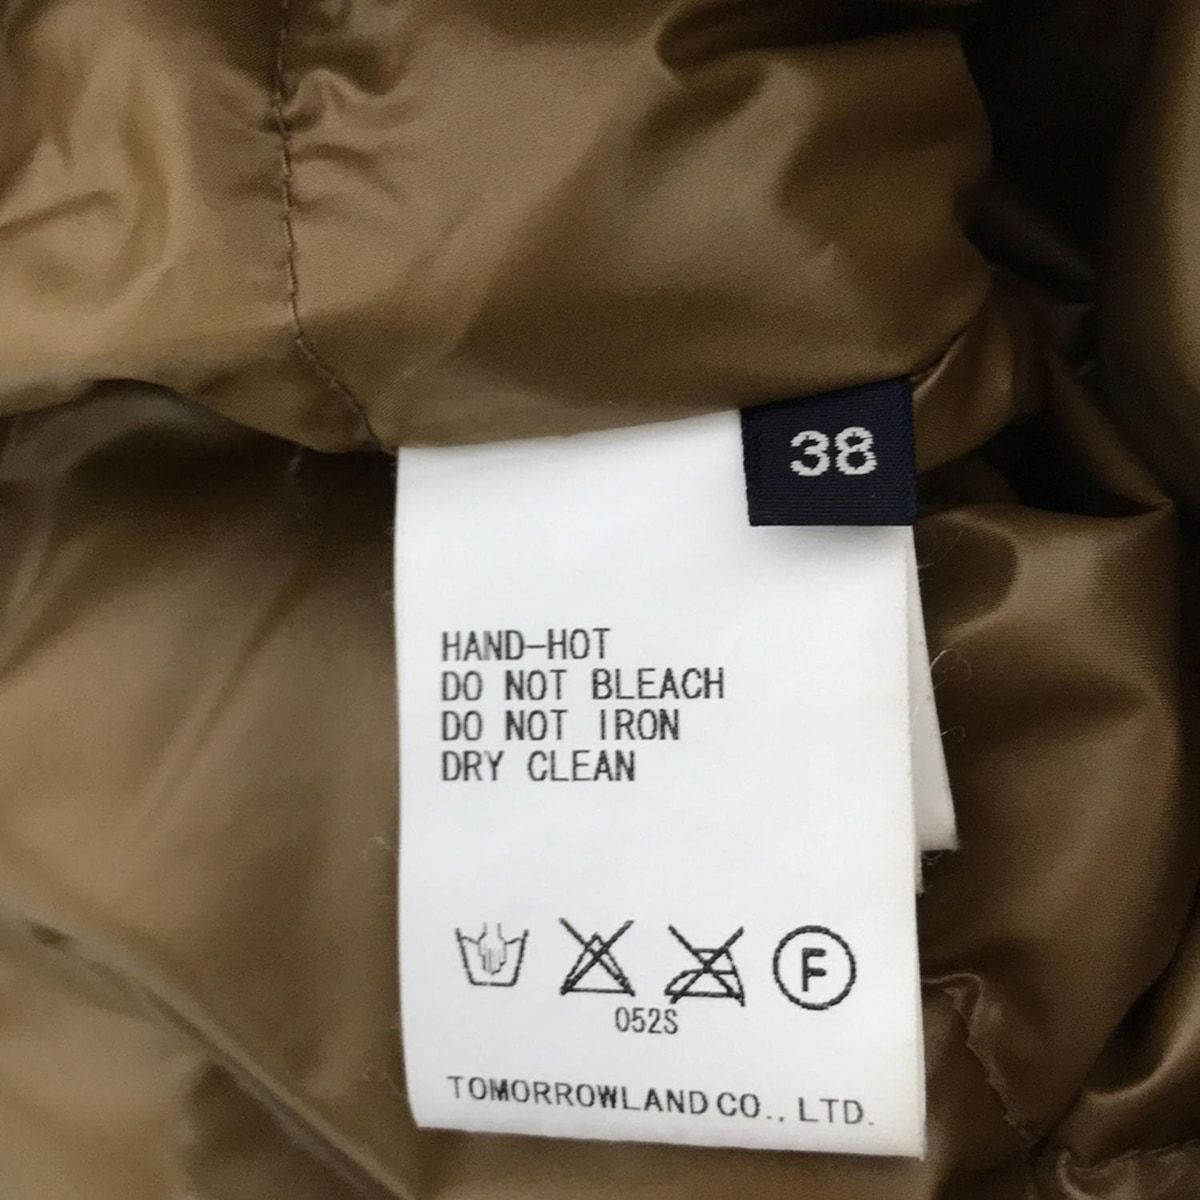 38
HAND-HOT
DO NOT BLEACH
DO NOT IRON
DRY CLEAN
F
052S
TOMORROWLAND CO., LTD.